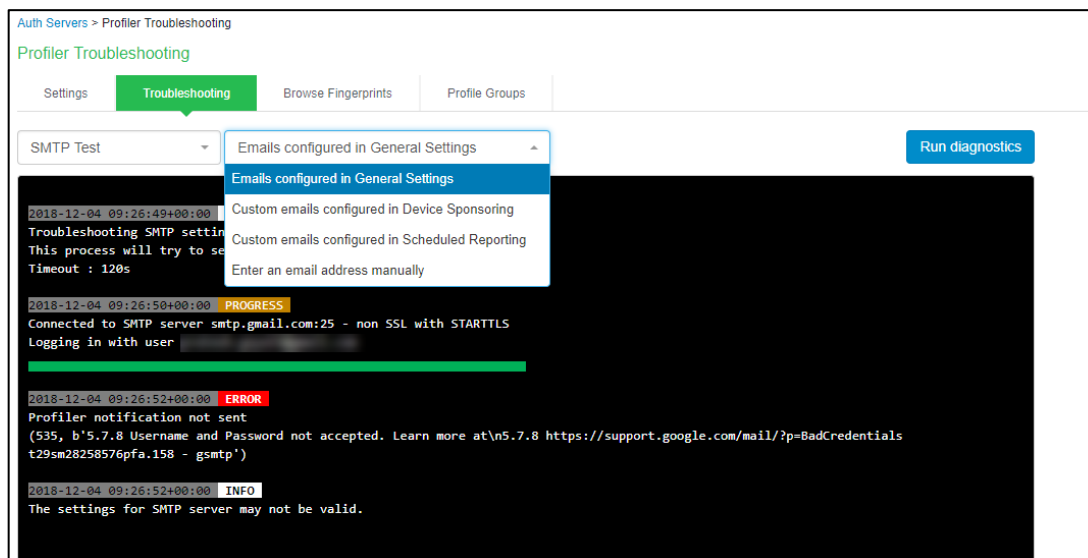 Auth Servers > Profiler Troubleshooting
Profiler Troubleshooting
Settings
Troubleshooting
Browse Fingerprints
Profile Groups
SMTP Test
Emails configured in General Settings
Run diagnostics
Emails configured in General Settings
Custom emails configured in Device Sponsoring
Custom emails configured in Scheduled Reporting
Enter an email address manually
2018-12-04 09:26:49+00:00
Troubleshooting SMTP
This process will try to
Timeout : 120s
2018-12-04 09:26:50+00:00 PROGRESS
Connected to SMTP server smtp.gmail.com:25 - non SSL with STARTTLS
Logging in with user
2018-12-04 09:26:52+00:00 ERROR
Profiler notification not sent
(535, b'5.7.8 Username and Password not accepted. Learn more at\n5.7.8 https://support.google.com/mail/?p=BadCredentials
t29sm28258576pfa.158 - gsmtp')
2018-12-04 09:26:52+00:00 INFO
The settings for SMTP server may not be valid.